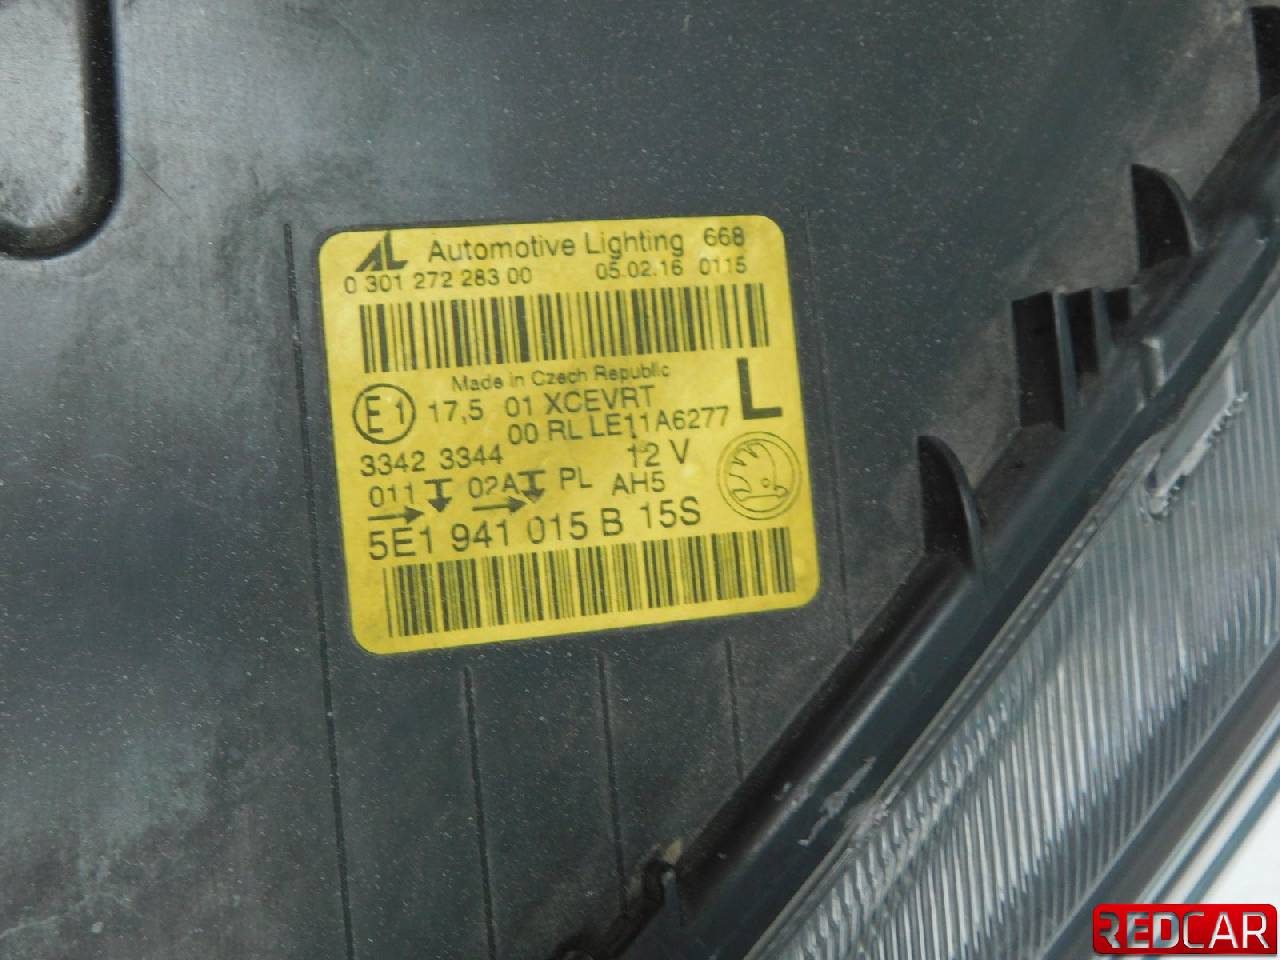 AL Automotive Lighting 668
0 301 272 283 00 05.02.16 0115
Made in Czech Republic
L
E1 17,5 01 XCEVRT
00 RL LE11A6277
3342 3344 12 V
011 02A PL AH5
5E1 941 015 B 15S
REDCAR